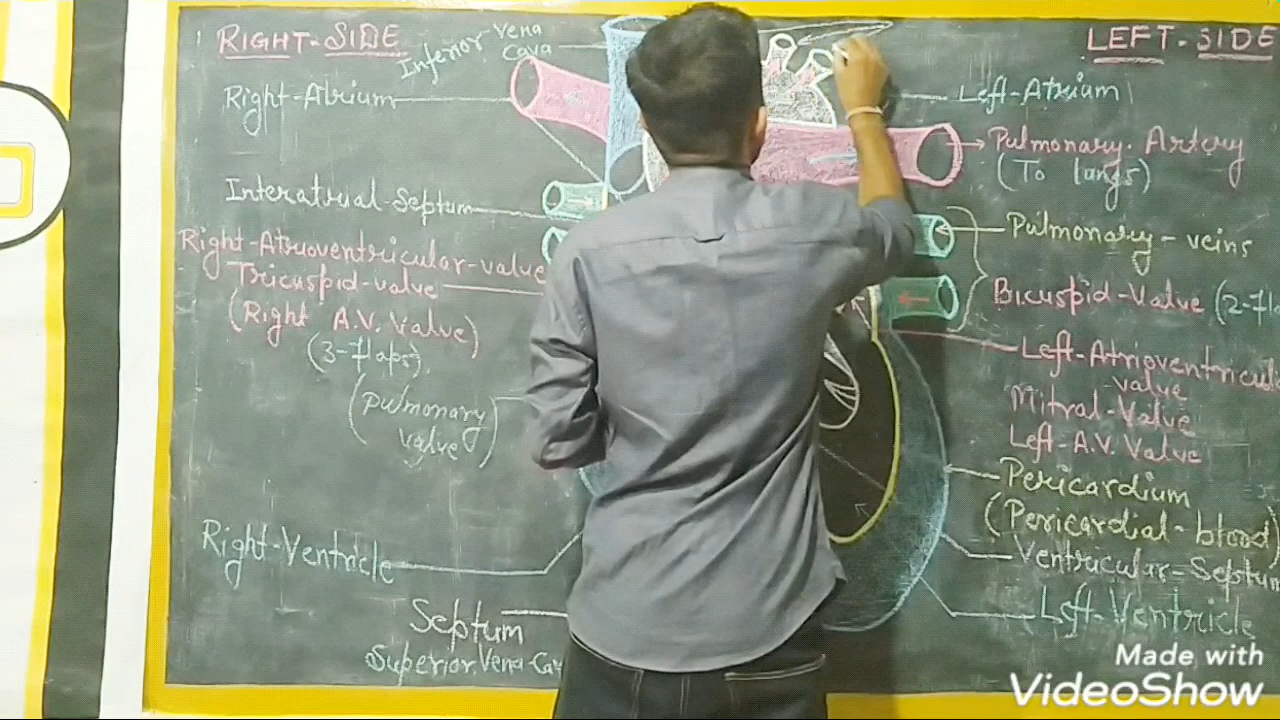 RIGHT-SIDE
Inferior Vena
Cava
Right-Atrium
Interatrial-Septum
Right-Atrioventricular-valve
Tricuspid-valve
(Right A.V. Valve)
(3-flaps)
(Pulmonary
valve)
Right-Ventricle
Septum
Superior Vena-Cav
LEFT-SIDE
Left-Atrium
Pulmonary. Artery
(To lungs)
Pulmonary-veins
Bicuspid-Valve (2-fla
Left-Atrioventricul
valve
Mitral-Valve
Left-A.V. Valve
Pericardium
(Pericardial-blood)
Ventricular-Septum
Left-Ventricle
Made with
VideoShow